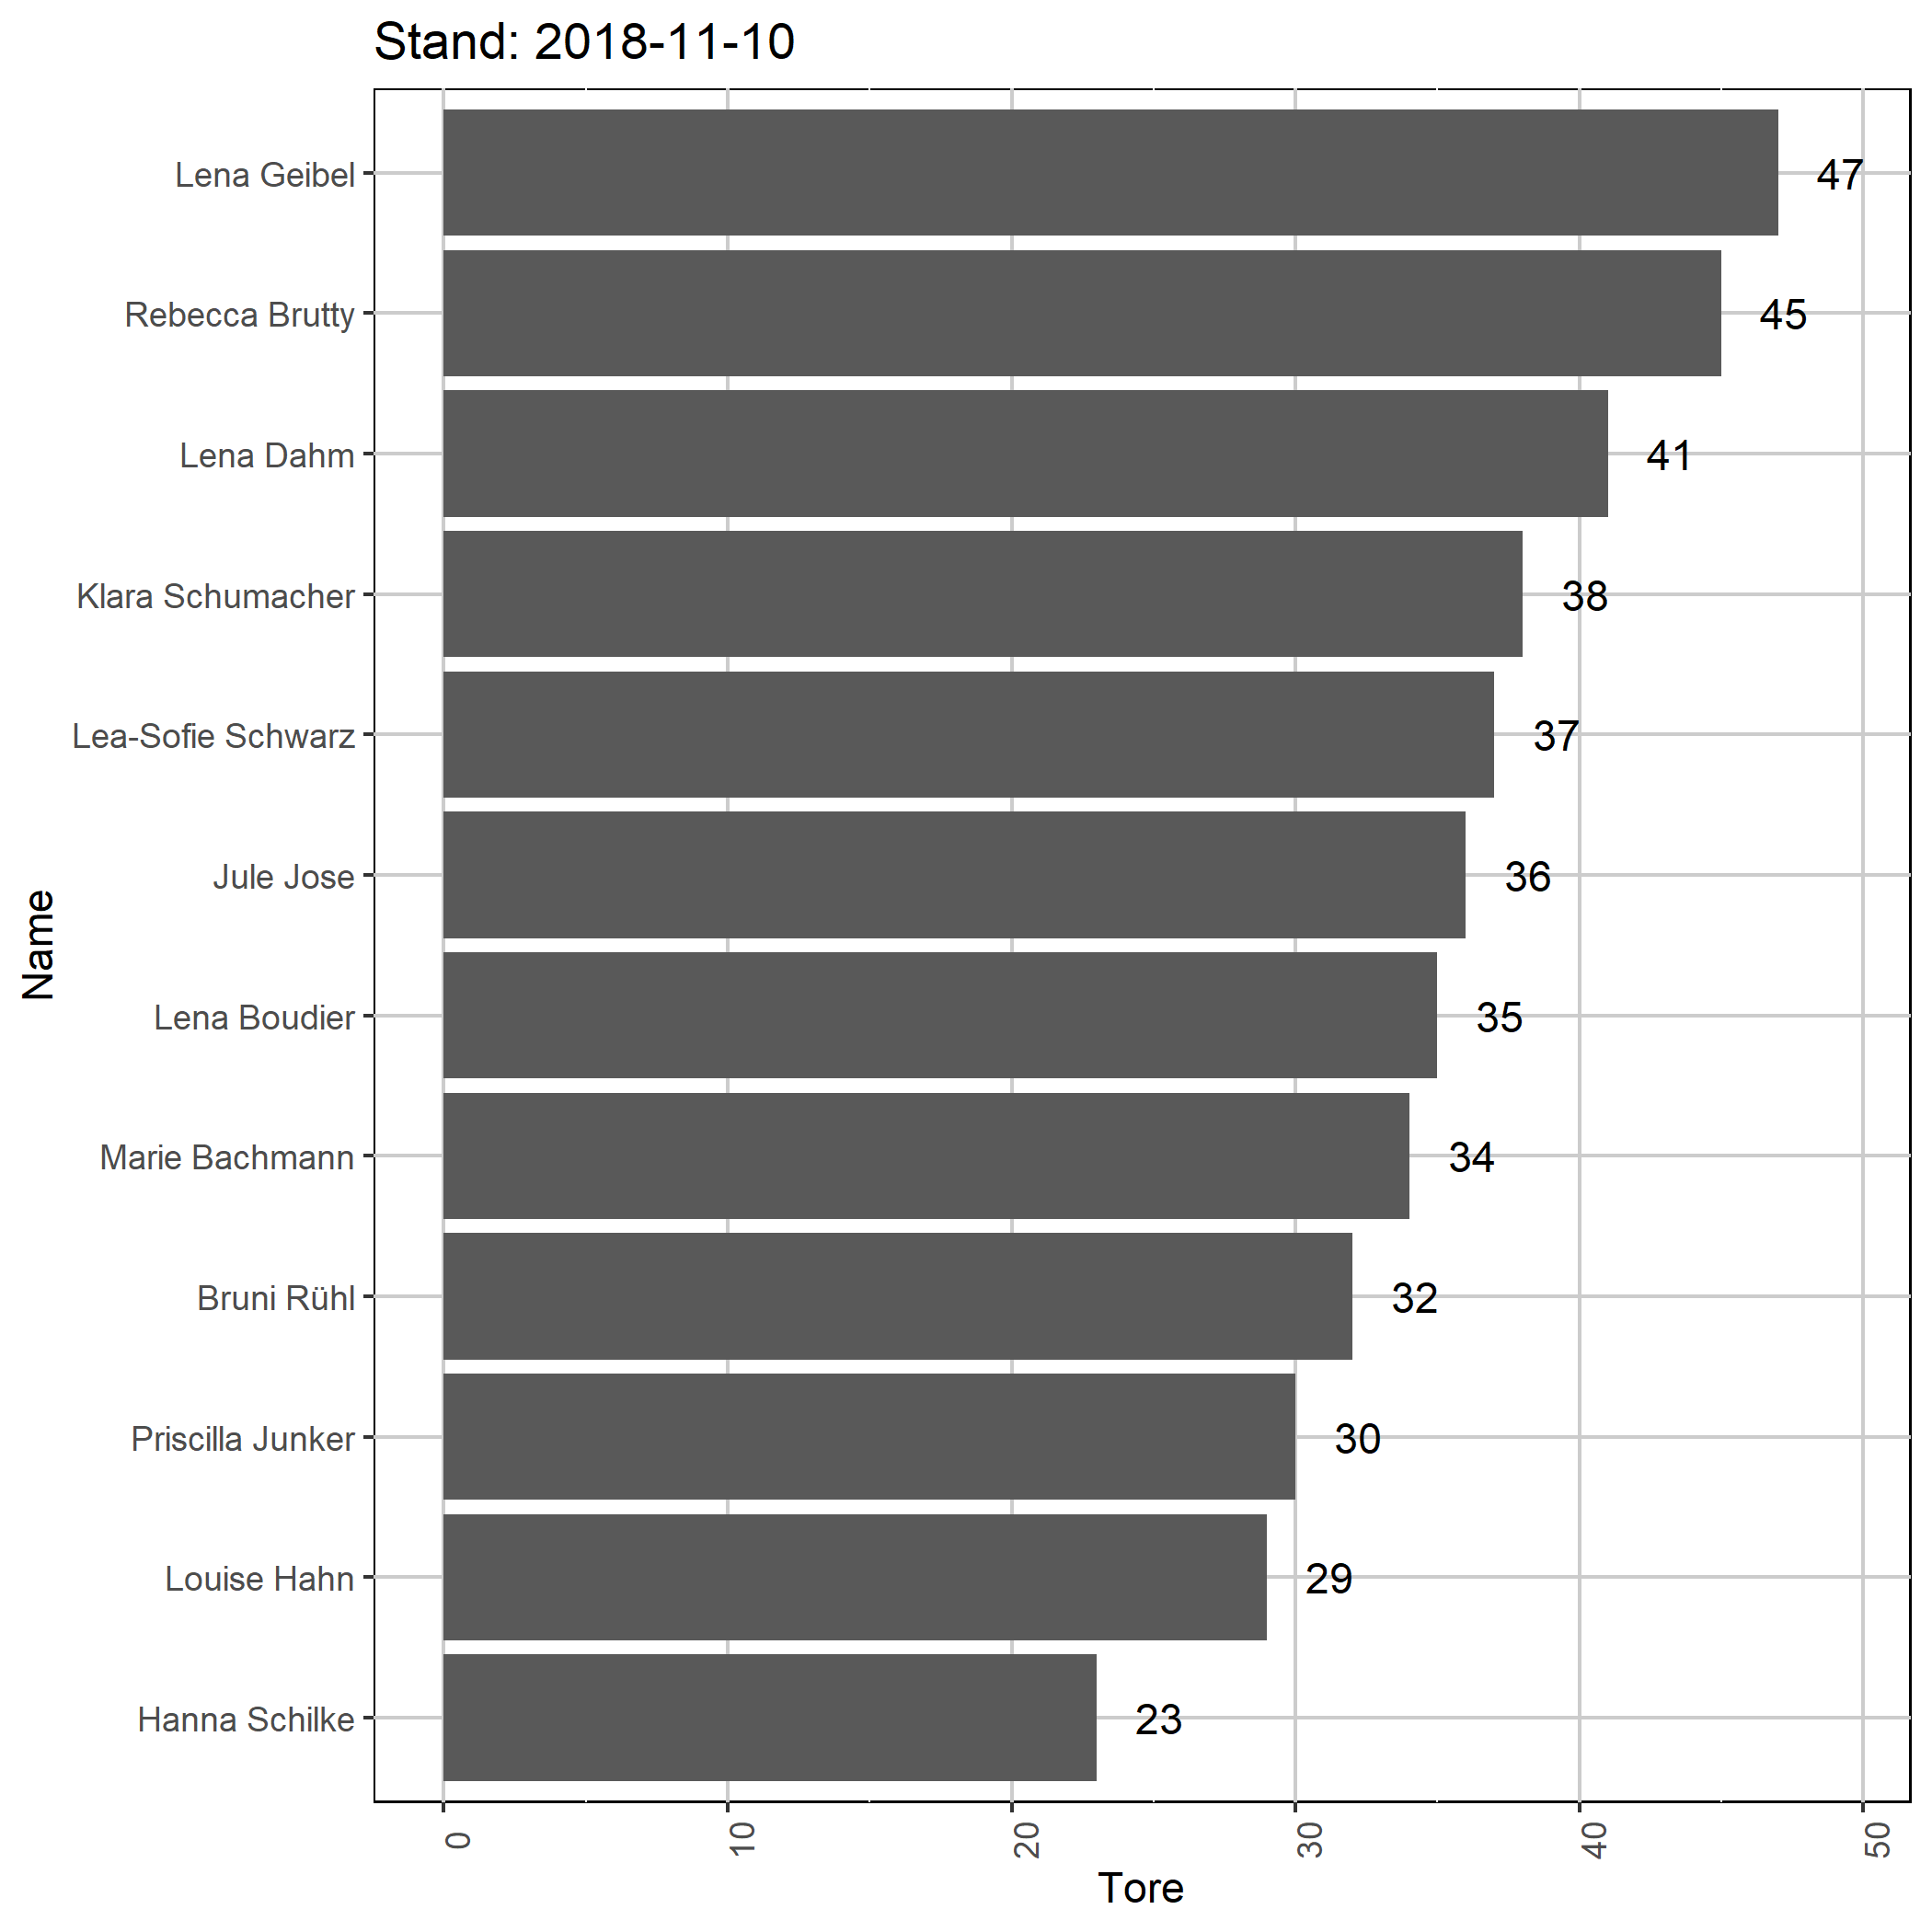 Stand: 2018-11-10
Name
Lena Geibel 47
Rebecca Brutty 45
Lena Dahm 41
Klara Schumacher 38
Lea-Sofie Schwarz 37
Jule Jose 36
Lena Boudier 35
Marie Bachmann 34
Bruni Rühl 32
Priscilla Junker 30
Louise Hahn 29
Hanna Schilke 23
0 10 20 30 40 50
Tore